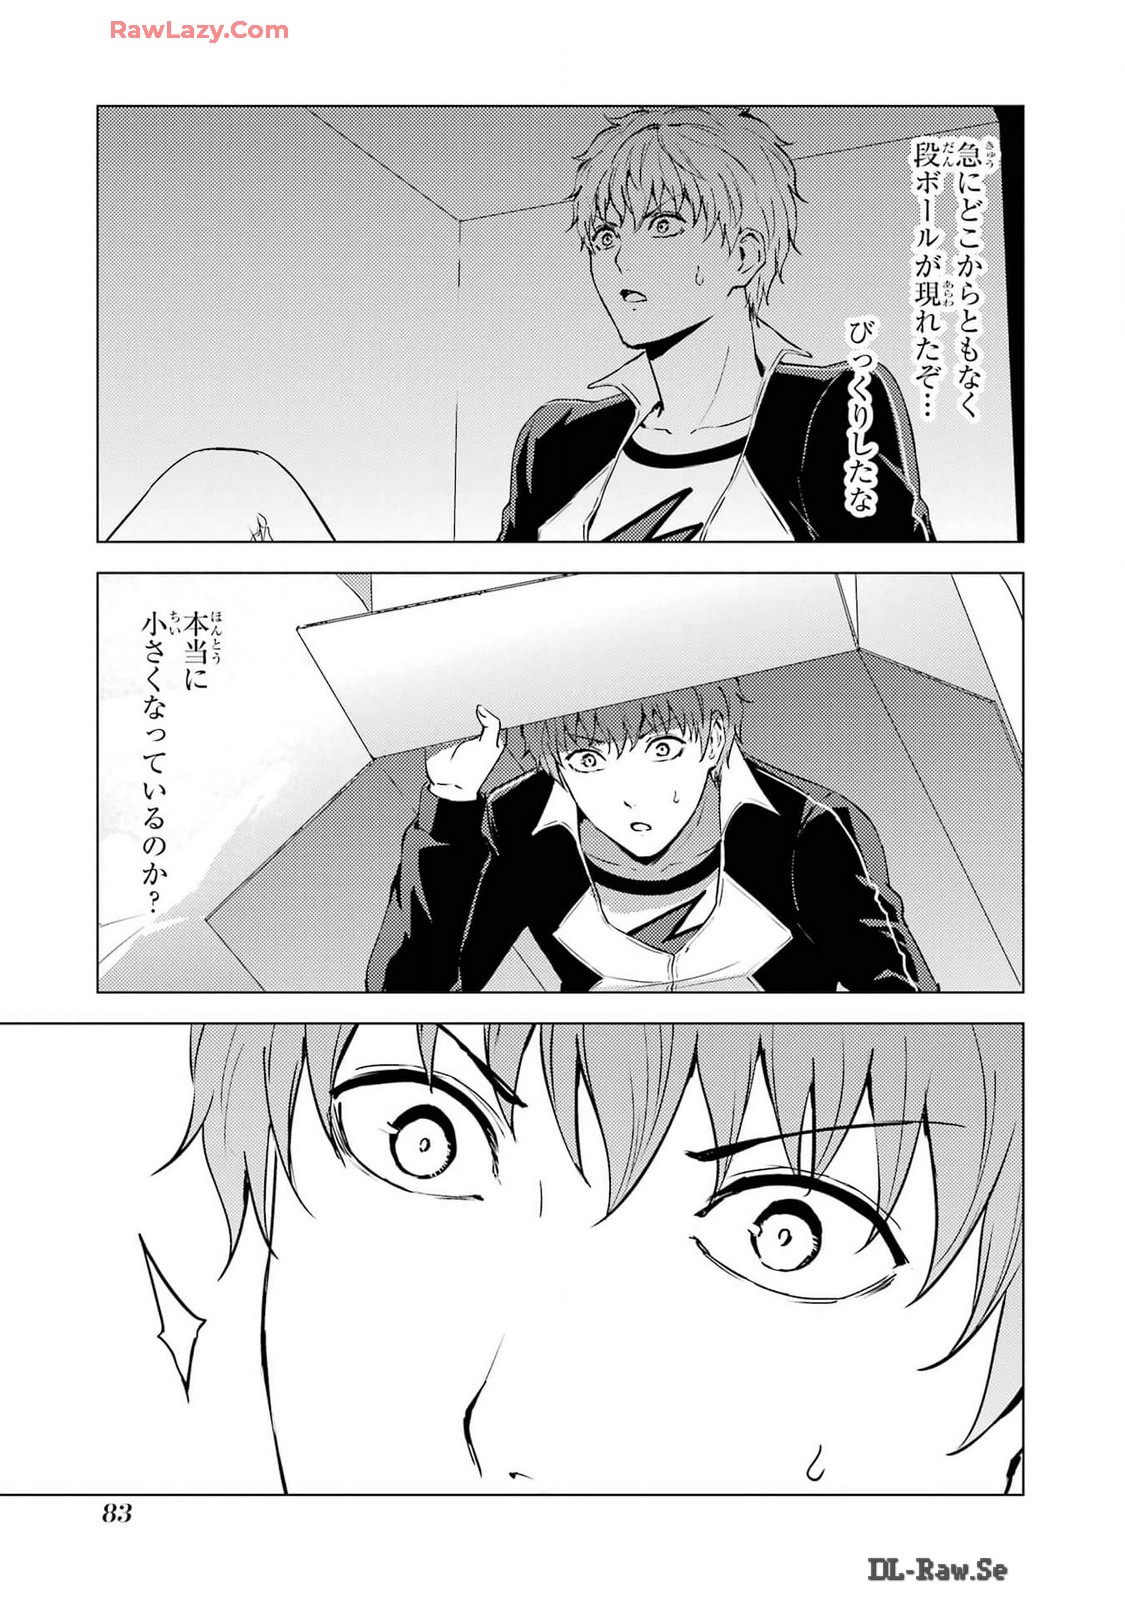 RawLazy.Com
急にどこからともなく
段ボールが現れたぞ…
びっくりしたな
本当に
小さくなっているのか？
83
DL-Raw.Se